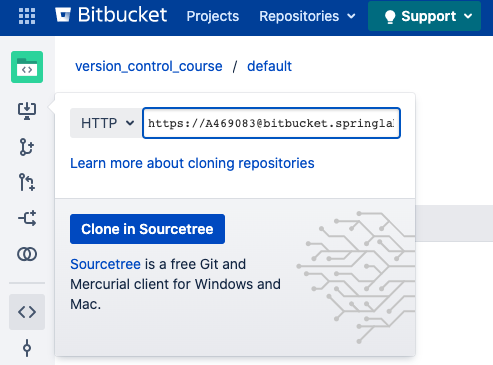 Bitbucket Projects Repositories Support
version_control_course / default
HTTP https://A469083@bitbucket.springla
Learn more about cloning repositories
Clone in Sourcetree
Sourcetree is a free Git and
Mercurial client for Windows and
Mac.